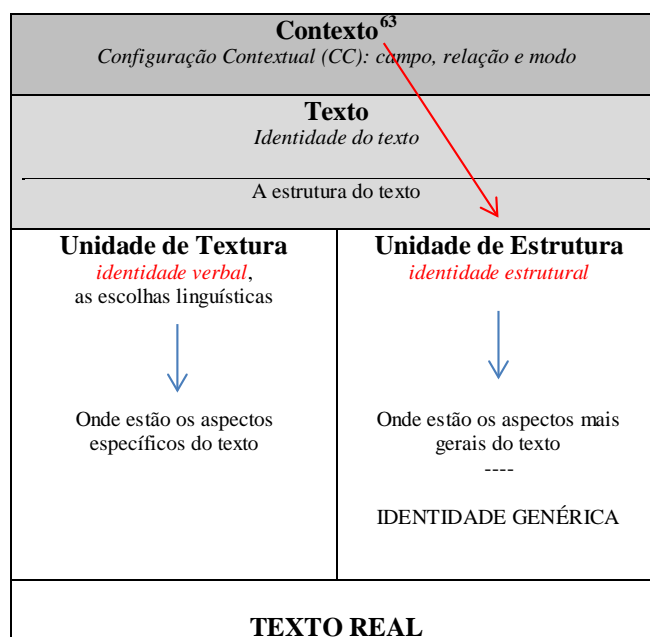 Contexto63
Configuração Contextual (CC): campo, relação e modo
Texto
Identidade do texto
A estrutura do texto
Unidade de Textura
identidade verbal,
as escolhas linguísticas
Onde estão os aspectos
específicos do texto
Unidade de Estrutura
identidade estrutural
Onde estão os aspectos mais
gerais do texto
----
IDENTIDADE GENÉRICA
TEXTO REAL